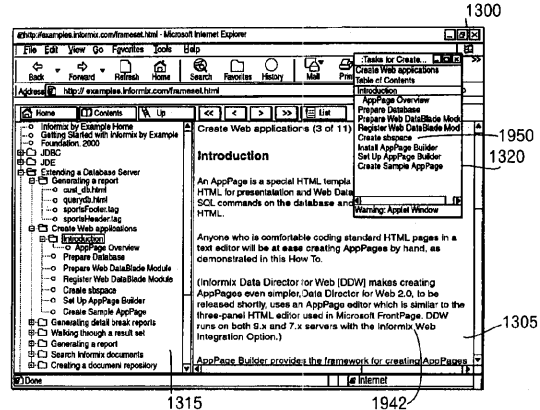 1300
http://examples.informix.com/frameset.html - Microsoft Internet Explorer
File Edit View Go Favorites Tools Help
Back Forward Refresh Home Search Favorites History Mail
Address http://examples.informix.com/frameset.html
Home Contents Up << < > >> List
Informix by Example Home
Getting Started with Informix by Example
Foundation. 2000
JDBC
JDE
Extending a Database Server
Generating a report
cust_db.html
querydb.html
sportsFooter.tag
sportsHeader.tag
Create Web applications
Introduction
AppPage Overview
Prepare Database
Prepare Web DataBlade Module
Register Web DataBlade Module
Create sbspace
Set Up AppPage Builder
Create Sample AppPage
Generating detail break reports
Walking through a result set
Generating a report
Search Informix documents
Creating a document repository
Create Web applications (3 of 11)
Introduction
An AppPage is a special HTML templa
HTML for presentatation and Web Data
SQL commands on the database and
HTML.
Anyone who is comfortable coding standard HTML pages in a
text editor will be at ease creating AppPages by hand, as
demonstrated in this How To.
(Informix Data Director for Web [DDW] makes creating
AppPages even simpler,Data Director for Web 2.0, to be
released shortly, uses an AppPage editor which is similar to the
three-panel HTML editor used in Microsoft FrontPage. DDW
runs on both 9.x and 7.x servers with the Informix Web
Integration Option.)
AppPage Builder provides the framework for creating AppPages
:Tasks for Create...
Create Web applications
Table of Contents
Introduction
AppPage Overview
Prepare Database
Prepare Web DataBlade Mod
Register Web DataBlade Mod
Create sbspace
Install AppPage Builder
Set Up AppPage Builder
Create Sample AppPage
Warning: Applet Window
1950
1320
1305
Done
Internet
1315
1942